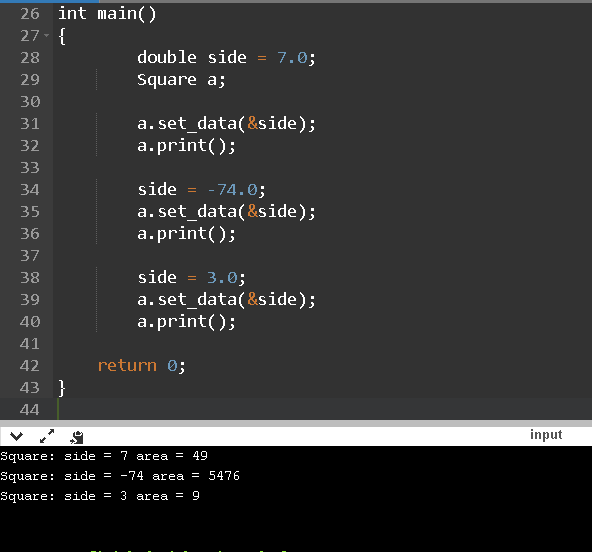 26 int main()
27 {
28 double side = 7.0;
29 Square a;
30
31 a.set_data(&side);
32 a.print();
33
34 side = -74.0;
35 a.set_data(&side);
36 a.print();
37
38 side = 3.0;
39 a.set_data(&side);
40 a.print();
41
42 return 0;
43 }
44
input
Square: side = 7 area = 49
Square: side = -74 area = 5476
Square: side = 3 area = 9